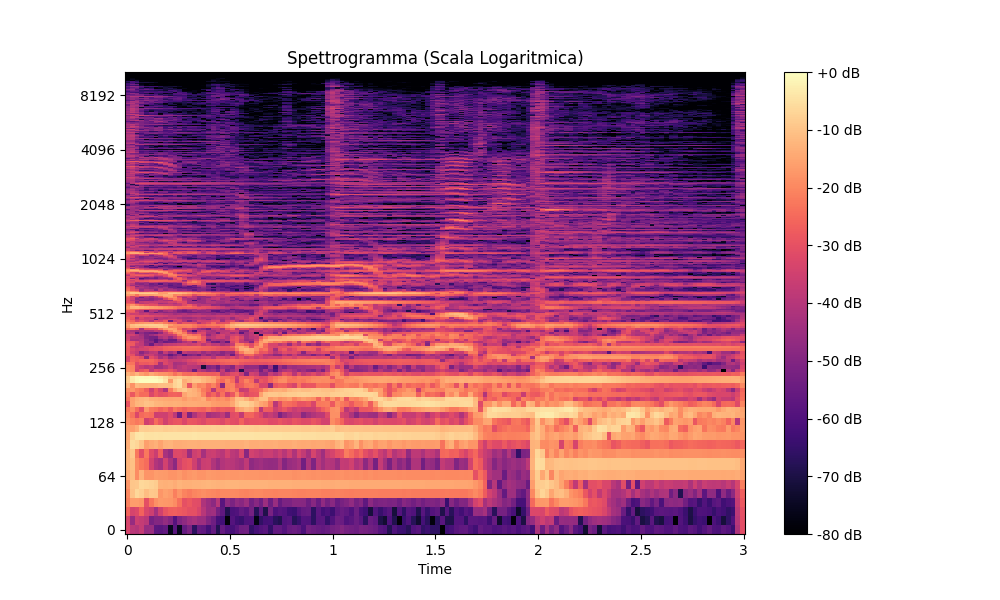 Spettrogramma (Scala Logaritmica)
8192
4096
2048
1024
512
256
128
64
0
Hz
0 0.5 1 1.5 2 2.5 3
Time
+0 dB
-10 dB
-20 dB
-30 dB
-40 dB
-50 dB
-60 dB
-70 dB
-80 dB